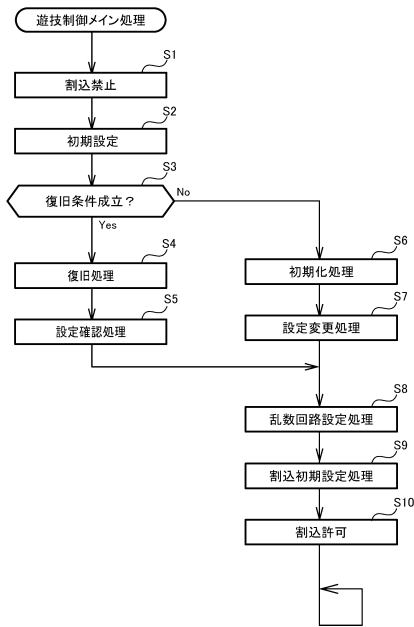 遊技制御メイン処理
S1
割込禁止
S2
初期設定
S3
復旧条件成立？
No
Yes
S4
復旧処理
S5
設定確認処理
S6
初期化処理
S7
設定変更処理
S8
乱数回路設定処理
S9
割込初期設定処理
S10
割込許可